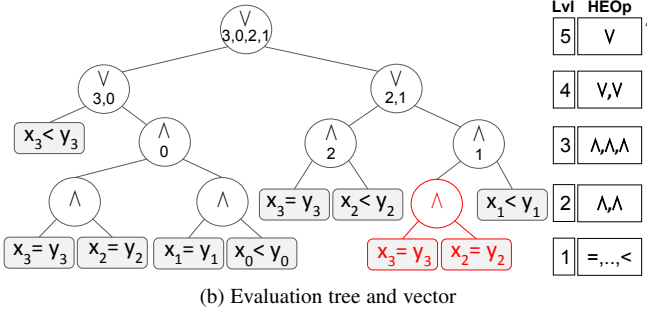 Lvl HEOp
∨
3,0,2,1
5 ∨
∨
3,0
∨
2,1
4 ∨,∨
x₃< y₃
∧
0
∧
2
∧
1
3 ∧,∧,∧
∧
∧
x₃= y₃
x₂< y₂
∧
x₁< y₁
2 ∧,∧
x₃= y₃
x₂= y₂
x₁= y₁
x₀< y₀
x₃= y₃
x₂= y₂
1 =,..,<
(b) Evaluation tree and vector